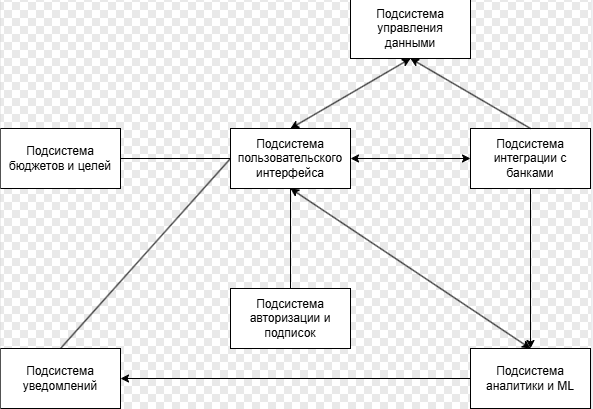 Подсистема
управления
данными
Подсистема
бюджетов и целей
Подсистема
пользовательского
интерфейса
Подсистема
интеграции с
банками
Подсистема
авторизации и
подписок
Подсистема
уведомлений
Подсистема
аналитики и ML